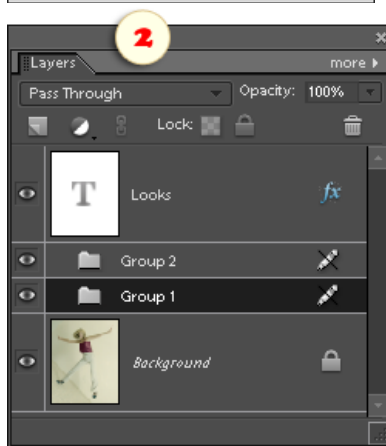 2
Layers more
Pass Through Opacity: 100%
Lock:
T Looks fx
Group 2
Group 1
Background